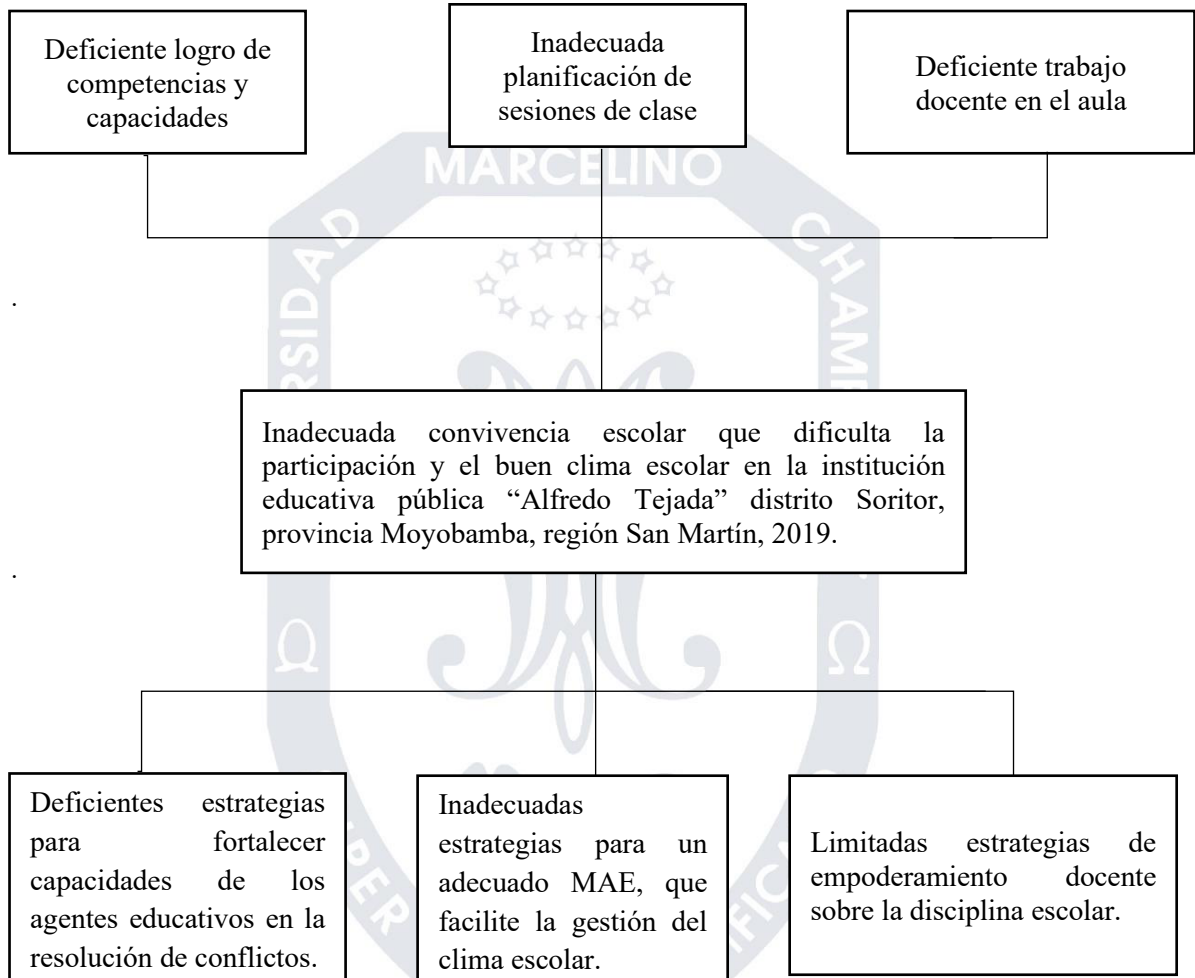 Deficiente logro de
competencias y
capacidades
Inadecuada
planificación de
sesiones de clase
Deficiente trabajo
docente en el aula
MARCELINO
.
Inadecuada convivencia escolar que dificulta la
participación y el buen clima escolar en la institución
educativa pública “Alfredo Tejada” distrito Soritor,
provincia Moyobamba, región San Martín, 2019.
.
Ω Ω
Deficientes estrategias
para fortalecer
capacidades de los
agentes educativos en la
resolución de conflictos.
Inadecuadas
estrategias para un
adecuado MAE, que
facilite la gestión del
clima escolar.
Limitadas estrategias de
empoderamiento docente
sobre la disciplina escolar.